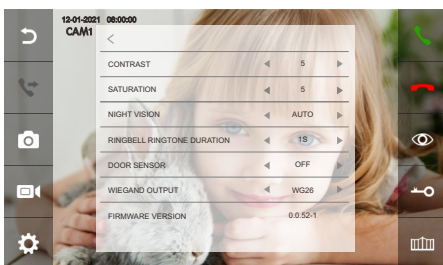 12-01-2021 08:00:00
CAM1
CONTRAST 5
SATURATION 5
NIGHT VISION AUTO
RINGBELL RINGTONE DURATION 1S
DOOR SENSOR OFF
WIEGAND OUTPUT WG26
FIRMWARE VERSION 0.0.52-1